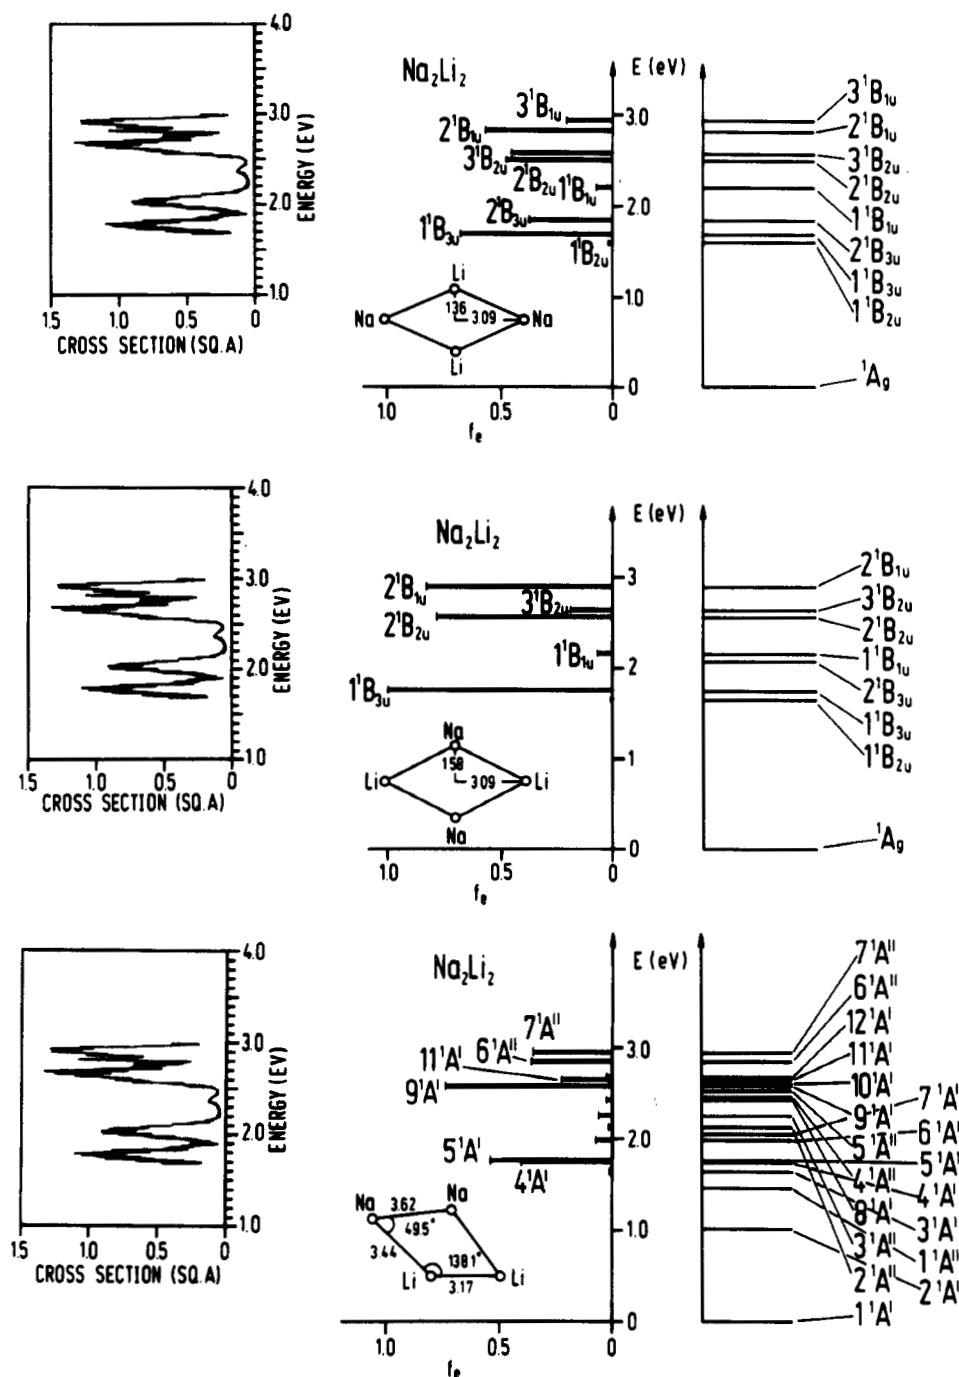 4.0
3.0
2.0
1.0
ENERGY (EV)
1.5 1.0 0.5 0
CROSS SECTION (SQ.A)
Na₂Li₂
E (eV)
3.0
2.0
1.0
0
3¹B₁ᵤ
2¹B₁ᵤ
3¹B₂ᵤ
2¹B₂ᵤ
1¹B₁ᵤ
2¹B₃ᵤ
1¹B₃ᵤ
1¹B₂ᵤ
Li
Na 1.36 3.09 Na
Li
1.0 0.5 0
fₑ
3¹B₁ᵤ
2¹B₁ᵤ
3¹B₂ᵤ
2¹B₂ᵤ
1¹B₁ᵤ
2¹B₃ᵤ
1¹B₃ᵤ
1¹B₂ᵤ
¹A_g
4.0
3.0
2.0
1.0
ENERGY (EV)
1.5 1.0 0.5 0
CROSS SECTION (SQ.A)
Na₂Li₂
E (eV)
3
2
1
0
2¹B₁ᵤ
3¹B₂ᵤ
2¹B₂ᵤ
1¹B₁ᵤ
1¹B₃ᵤ
Na
Li 1.58 3.09 Li
Na
1.0 0.5 0
fₑ
2¹B₁ᵤ
3¹B₂ᵤ
2¹B₂ᵤ
1¹B₁ᵤ
2¹B₃ᵤ
1¹B₃ᵤ
1¹B₂ᵤ
¹A_g
4.0
3.0
2.0
1.0
ENERGY (EV)
1.5 1.0 0.5 0
CROSS SECTION (SQ.A)
Na₂Li₂
E (eV)
3.0
2.0
1.0
0
7¹A''
6¹A''
11¹A'
9¹A'
5¹A'
4¹A'
Na 3.62 Na
49.5°
3.44 138.1°
Li 3.17 Li
1.0 0.5 0
fₑ
7¹A''
6¹A''
12¹A'
11¹A'
10¹A'
9¹A' 7¹A'
5¹A'' 6¹A'
4¹A'' 5¹A'
8¹A' 4¹A'
3¹A'' 3¹A'
2¹A'' 1¹A''
2¹A'
1¹A'